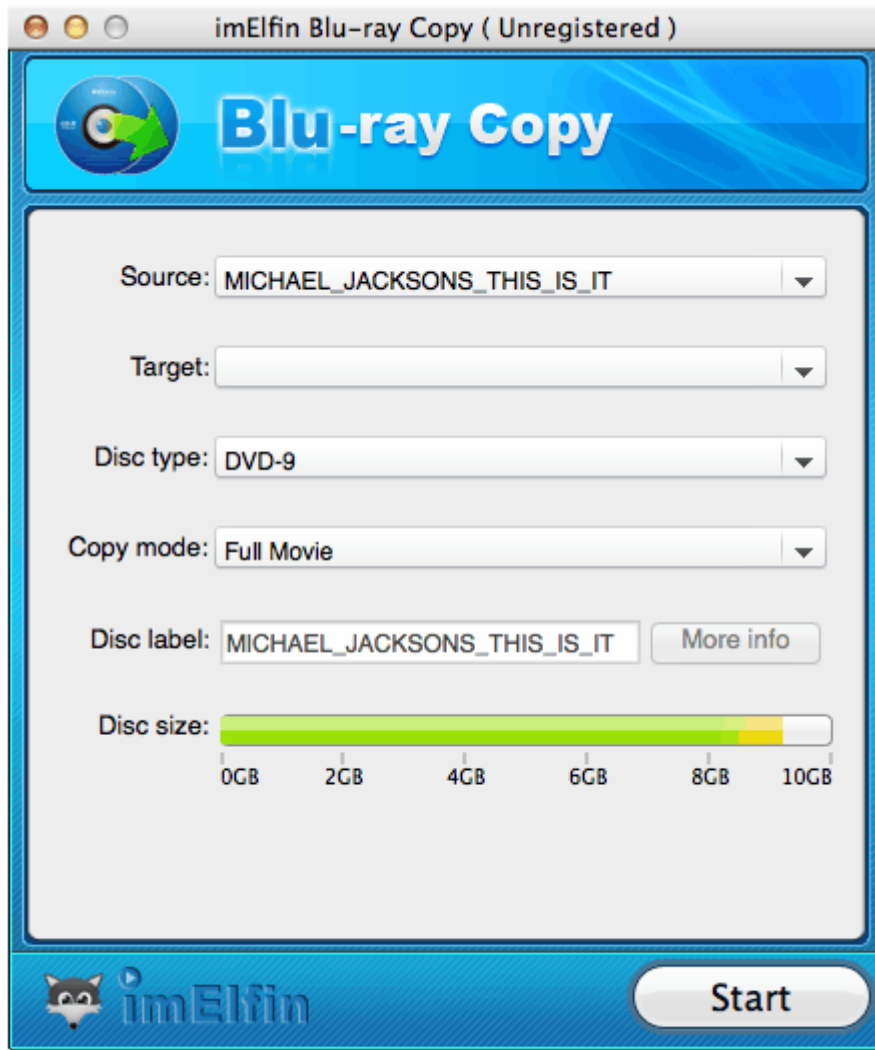 imElfin Blu-ray Copy ( Unregistered )
Blu-ray Copy
Source: MICHAEL_JACKSONS_THIS_IS_IT
Target:
Disc type: DVD-9
Copy mode: Full Movie
Disc label: MICHAEL_JACKSONS_THIS_IS_IT More info
Disc size:
0GB 2GB 4GB 6GB 8GB 10GB
imElfin Start